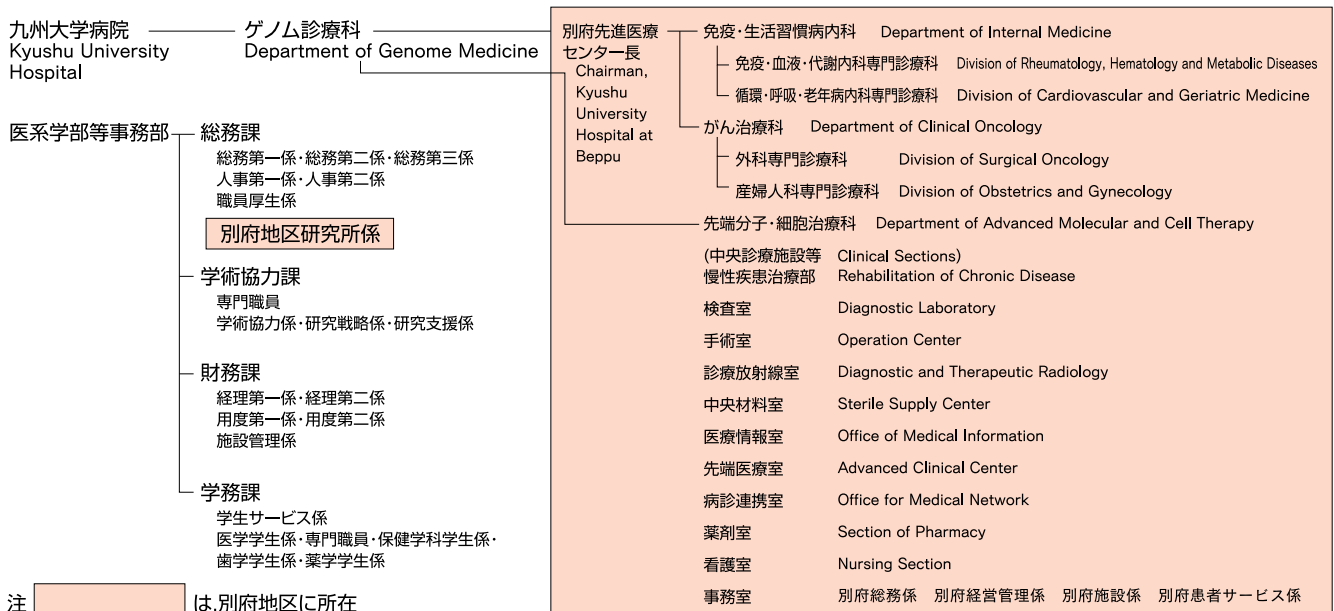 九州大学病院
Kyushu University
Hospital
ゲノム診療科
Department of Genome Medicine
医系学部等事務部
総務課
総務第一係・総務第二係・総務第三係
人事第一係・人事第二係
職員厚生係
別府地区研究所係
学術協力課
専門職員
学術協力係・研究戦略係・研究支援係
財務課
経理第一係・経理第二係
用度第一係・用度第二係
施設管理係
学務課
学生サービス係
医学学生係・専門職員・保健学科学生係・
歯学学生係・薬学学生係
注 は、別府地区に所在
別府先進医療
センター長
Chairman,
Kyushu
University
Hospital at
Beppu
免疫・生活習慣病内科 Department of Internal Medicine
免疫・血液・代謝内科専門診療科 Division of Rheumatology, Hematology and Metabolic Diseases
循環・呼吸・老年病内科専門診療科 Division of Cardiovascular and Geriatric Medicine
がん治療科 Department of Clinical Oncology
外科専門診療科 Division of Surgical Oncology
産婦人科専門診療科 Division of Obstetrics and Gynecology
先端分子・細胞治療科 Department of Advanced Molecular and Cell Therapy
(中央診療施設等 Clinical Sections)
慢性疾患治療部 Rehabilitation of Chronic Disease
検査室 Diagnostic Laboratory
手術室 Operation Center
診療放射線室 Diagnostic and Therapeutic Radiology
中央材料室 Sterile Supply Center
医療情報室 Office of Medical Information
先端医療室 Advanced Clinical Center
病診連携室 Office for Medical Network
薬剤室 Section of Pharmacy
看護室 Nursing Section
事務室 別府総務係 別府経営管理係 別府施設係 別府患者サービス係